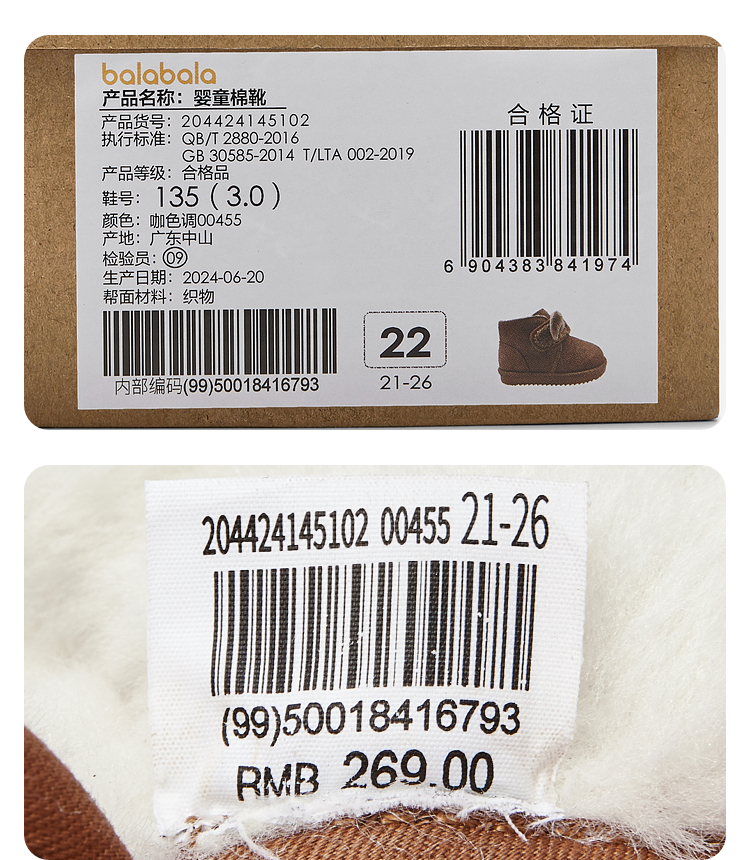 balabala
产品名称：婴童棉靴
产品货号：204424145102
执行标准：QB/T 2880-2016
GB 30585-2014 T/LTA 002-2019
产品等级：合格品
鞋号：135（3.0）
颜色：咖色调00455
产地：广东中山
检验员：09
生产日期：2024-06-20
帮面材料：织物
内部编码(99)50018416793
22
21-26
合格证
6 904383 841974
204424145102 00455 21-26
(99)50018416793
RMB 269.00